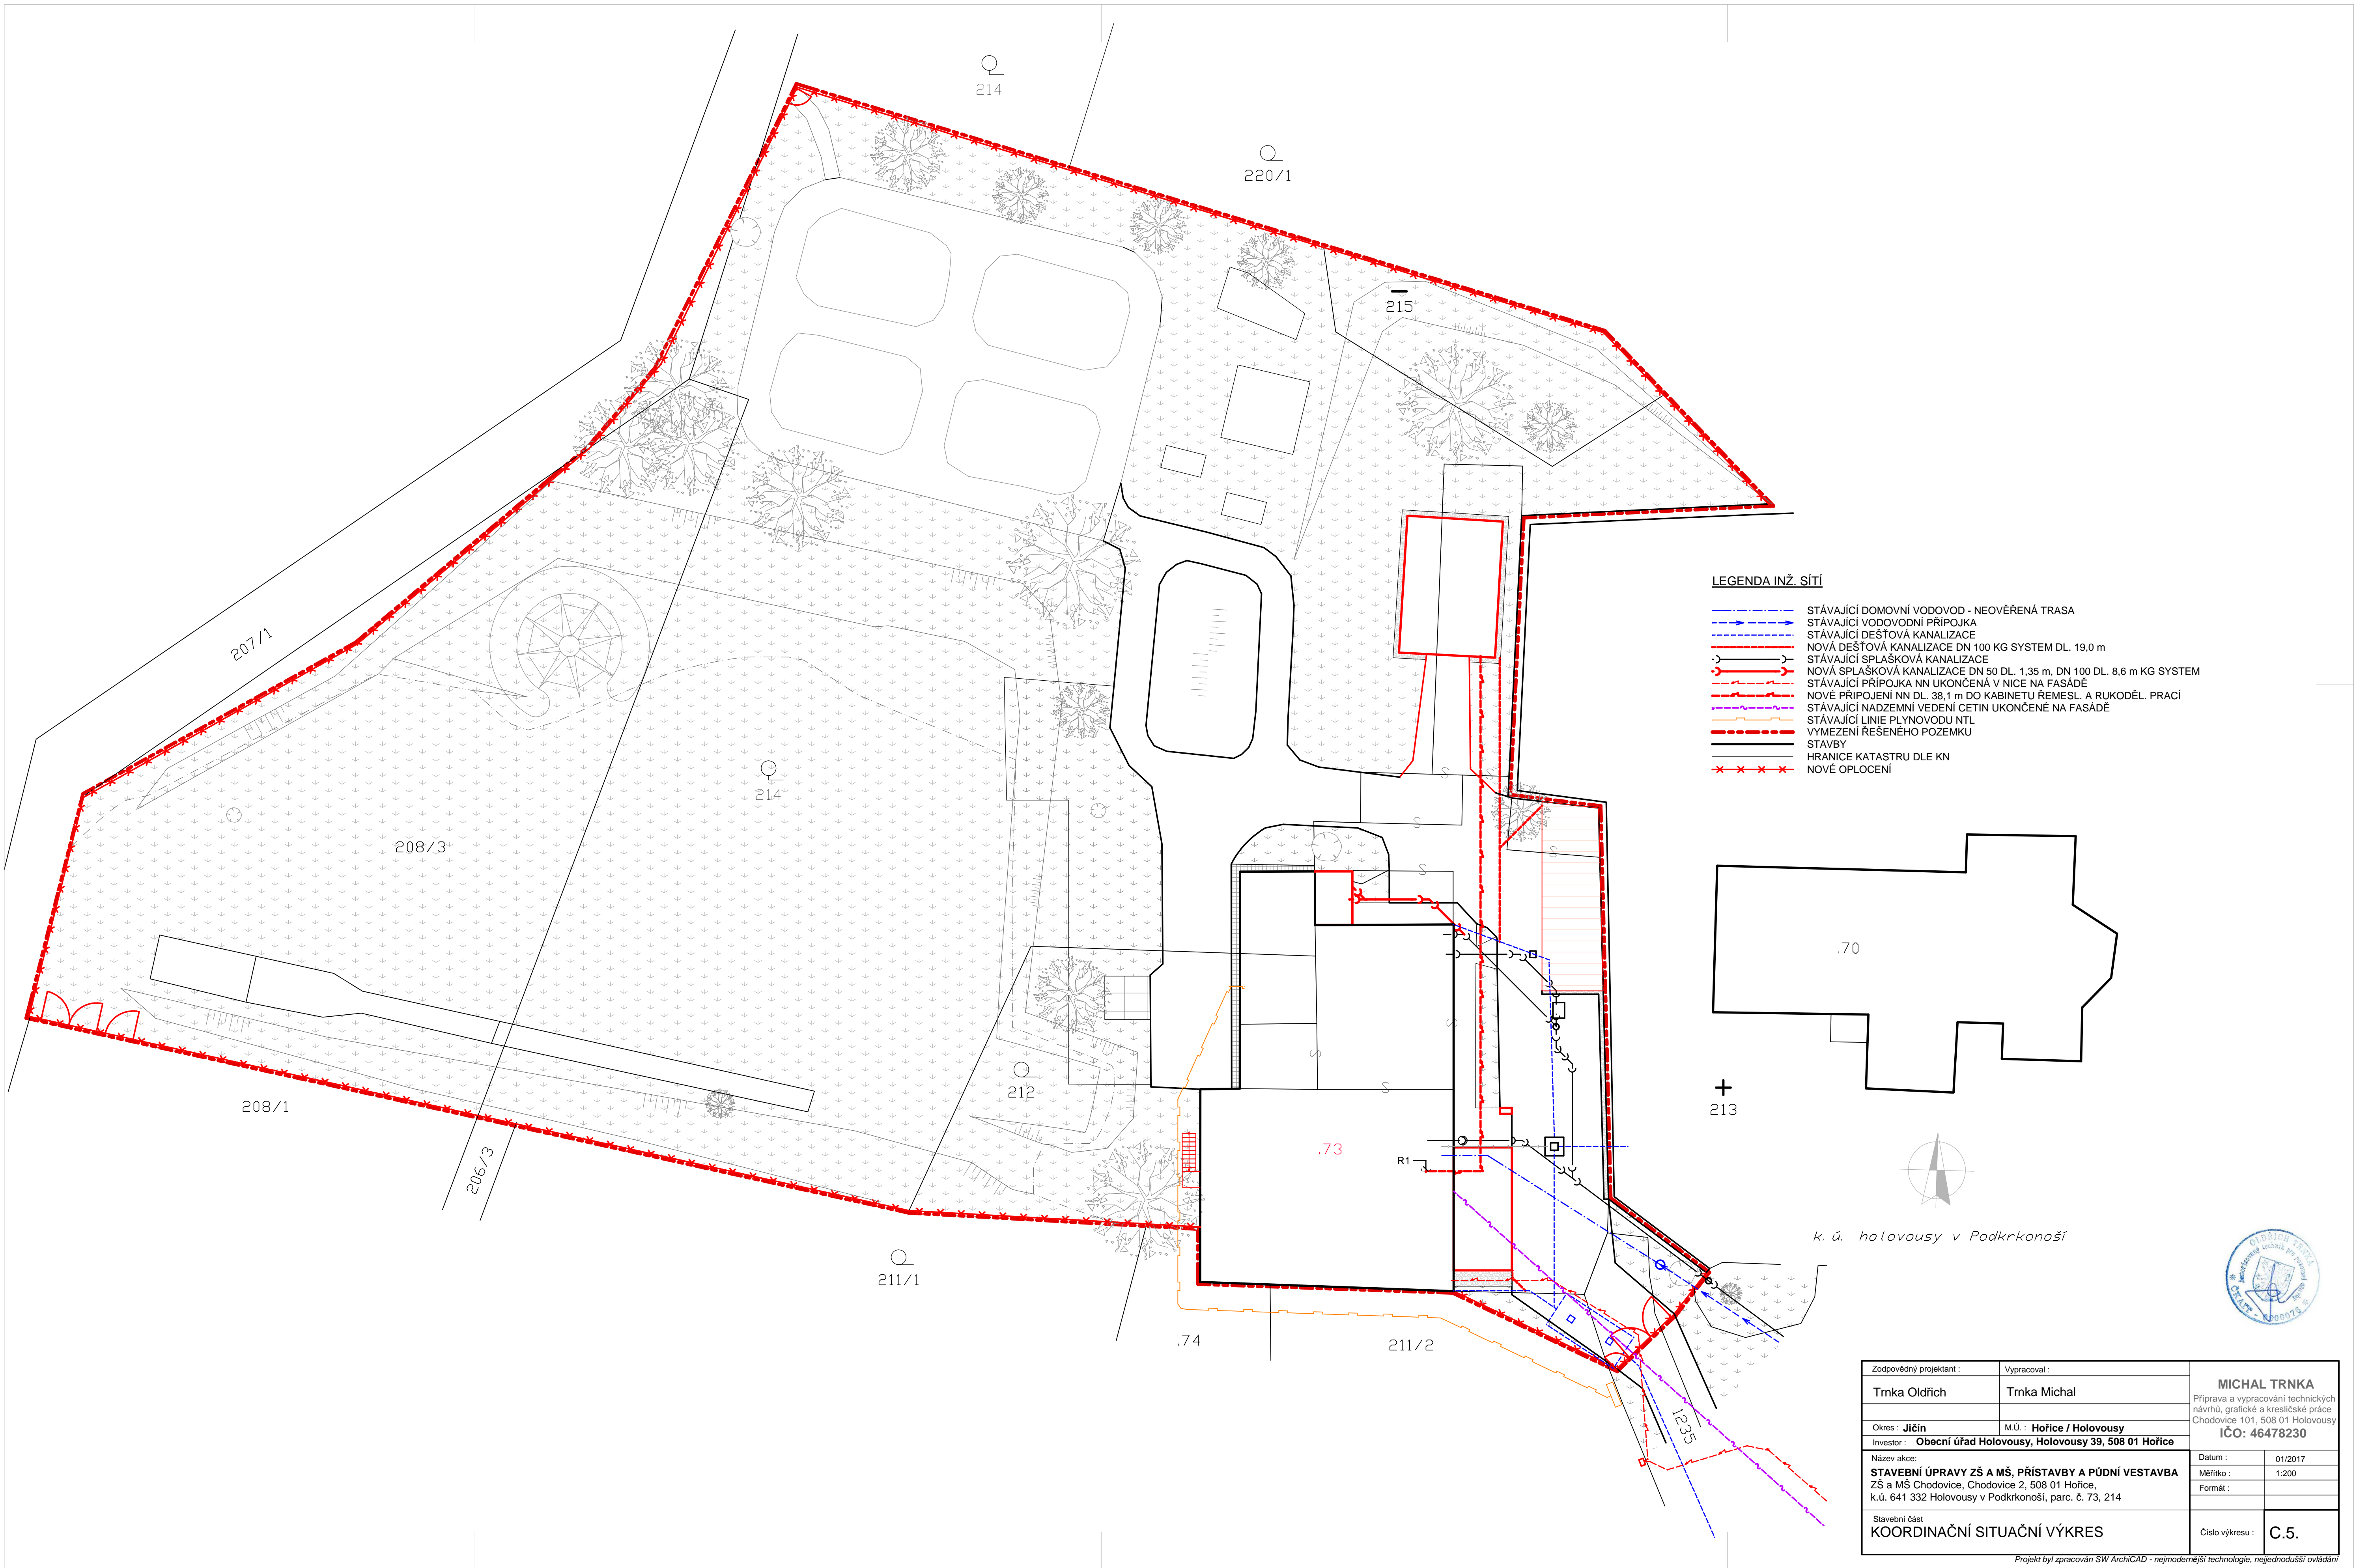 214
220/1
215
207/1
LEGENDA INŽ. SÍTÍ
STÁVAJÍCÍ DOMOVNÍ VODOVOD - NEOVĚŘENÁ TRASA
STÁVAJÍCÍ VODOVODNÍ PŘÍPOJKA
STÁVAJÍCÍ DEŠŤOVÁ KANALIZACE
NOVÁ DEŠŤOVÁ KANALIZACE DN 100 KG SYSTEM DL. 19,0 m
STÁVAJÍCÍ SPLAŠKOVÁ KANALIZACE
NOVÁ SPLAŠKOVÁ KANALIZACE DN 50 DL. 1,35 m, DN 100 DL. 8,6 m KG SYSTEM
STÁVAJÍCÍ PŘÍPOJKA NN UKONČENÁ V NICE NA FASÁDĚ
NOVÉ PŘIPOJENÍ NN DL. 38,1 m DO KABINETU ŘEMESL. A RUKODĚL. PRACÍ
STÁVAJÍCÍ NADZEMNÍ VEDENÍ CETIN UKONČENÉ NA FASÁDĚ
STÁVAJÍCÍ LINIE PLYNOVODU NTL
VYMEZENÍ ŘEŠENÉHO POZEMKU
STAVBY
HRANICE KATASTRU DLE KN
NOVÉ OPLOCENÍ
214
208/3
.70
212
208/1
213
206/3
.73
R1
k. ú. holovousy v Podkrkonoší
211/1
.74
211/2
1235
OLDŘICH TRNKA
Zodpovědný projektant :
Vypracoval :
Trnka Oldřich
Trnka Michal
MICHAL TRNKA
Příprava a vypracování technických
návrhů, grafické a kresličské práce
Chodovice 101, 508 01 Holovousy
IČO: 46478230
Okres : Jičín
M.Ú. : Hořice / Holovousy
Investor : Obecní úřad Holovousy, Holovousy 39, 508 01 Hořice
Název akce:
STAVEBNÍ ÚPRAVY ZŠ A MŠ, PŘÍSTAVBY A PŮDNÍ VESTAVBA
ZŠ a MŠ Chodovice, Chodovice 2, 508 01 Hořice,
k.ú. 641 332 Holovousy v Podkrkonoší, parc. č. 73, 214
Datum : 01/2017
Měřítko : 1:200
Formát :
Stavební část
KOORDINAČNÍ SITUAČNÍ VÝKRES
Číslo výkresu : C.5.
Projekt byl zpracován SW ArchiCAD - nejmodernější technologie, nejjednodušší ovládání